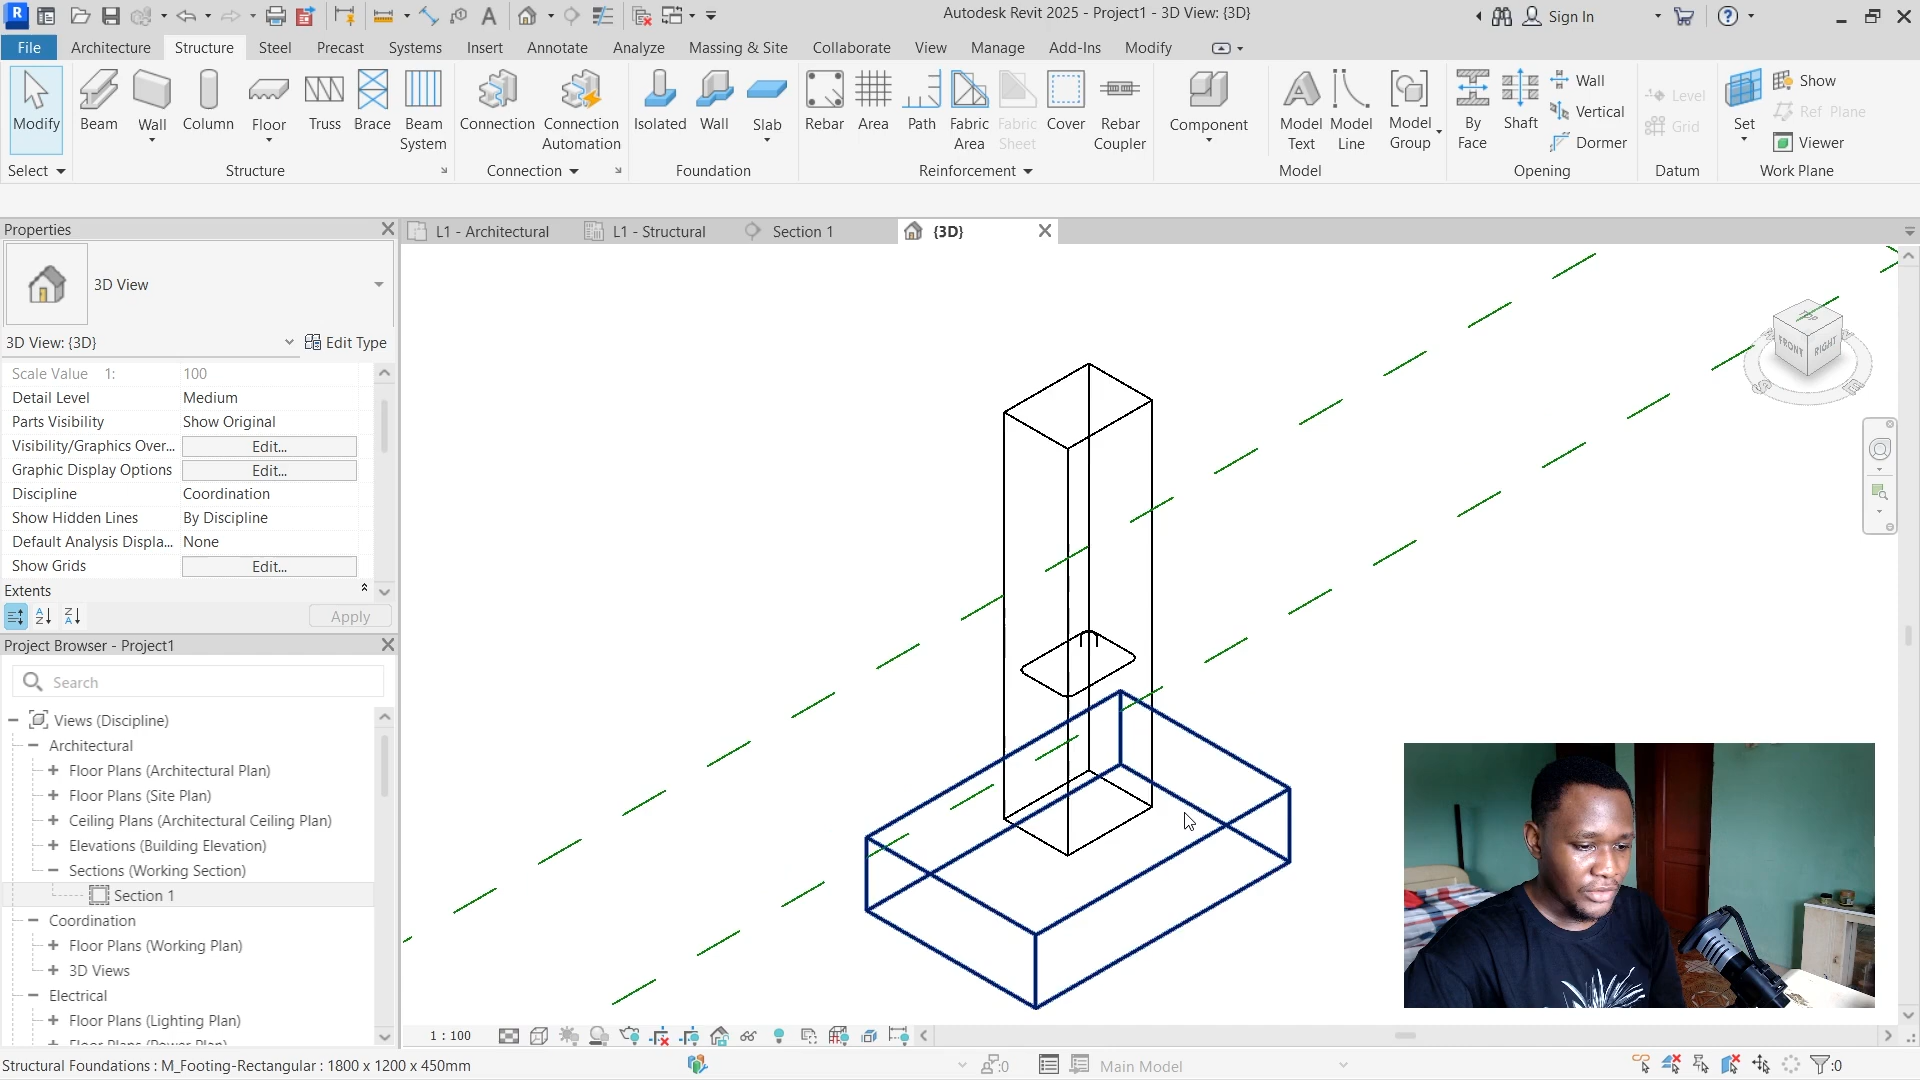 R
Autodesk Revit 2025 - Project1 - 3D View: {3D}
Sign In
File Architecture Structure Steel Precast Systems Insert Annotate Analyze Massing & Site Collaborate View Manage Add-Ins Modify
Modify
Beam
Wall
Column
Floor
Truss
Brace
Beam System
Connection
Connection Automation
Isolated
Wall
Slab
Rebar
Area
Path
Fabric Area
Fabric Sheet
Cover
Rebar Coupler
Component
Model Text
Model Line
Model Group
By Face
Shaft
Wall
Vertical
Dormer
Level
Grid
Set
Show
Ref Plane
Viewer
Select Structure Connection Foundation Reinforcement Model Opening Datum Work Plane
Properties
L1 - Architectural L1 - Structural Section 1 {3D}
3D View
3D View: {3D} Edit Type
Scale Value 1: 100
Detail Level Medium
Parts Visibility Show Original
Visibility/Graphics Over... Edit...
Graphic Display Options Edit...
Discipline Coordination
Show Hidden Lines By Discipline
Default Analysis Displa... None
Show Grids Edit...
Extents
Apply
Project Browser - Project1
Search
Views (Discipline)
Architectural
Floor Plans (Architectural Plan)
Floor Plans (Site Plan)
Ceiling Plans (Architectural Ceiling Plan)
Elevations (Building Elevation)
Sections (Working Section)
Section 1
Coordination
Floor Plans (Working Plan)
3D Views
Electrical
Floor Plans (Lighting Plan)
Floor Plans (Power Plan)
TOP
FRONT
RIGHT
S
E
1 : 100
Structural Foundations : M_Footing-Rectangular : 1800 x 1200 x 450mm
:0
Main Model
:0